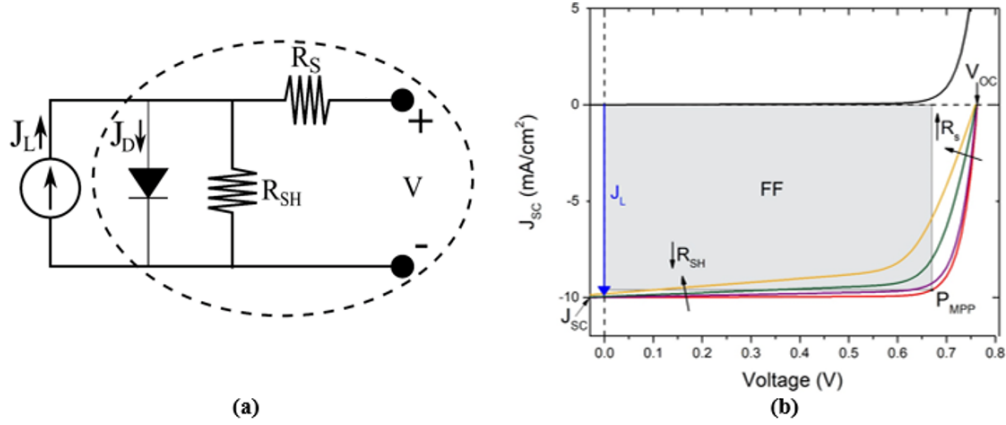 R_S
J_L J_D
+
R_SH V
-
(a)
5
0
-5
-10
J_SC (mA/cm²)
V_OC
R_s
FF
J_L
R_SH
J_SC
P_MPP
0.0 0.1 0.2 0.3 0.4 0.5 0.6 0.7 0.8
Voltage (V)
(b)